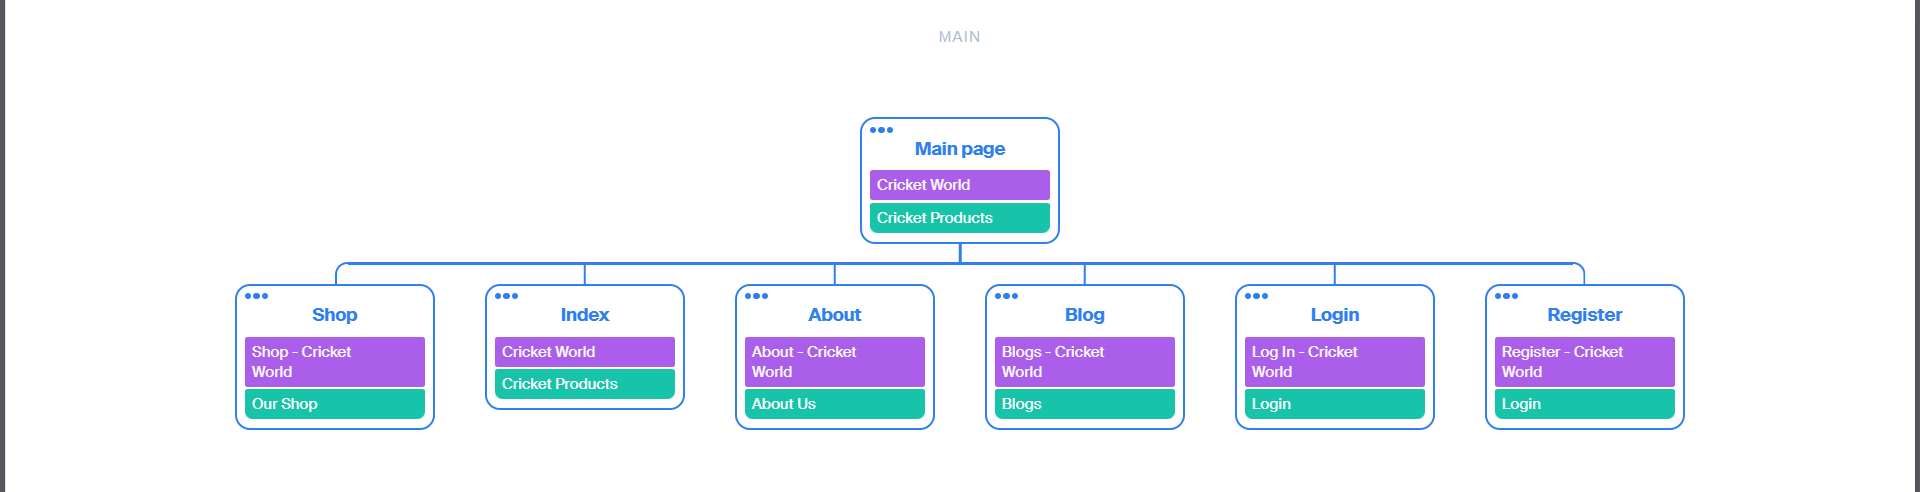 MAIN
Main page
Cricket World
Cricket Products
Shop
Shop - Cricket
World
Our Shop
Index
Cricket World
Cricket Products
About
About - Cricket
World
About Us
Blog
Blogs - Cricket
World
Blogs
Login
Log In - Cricket
World
Login
Register
Register - Cricket
World
Login